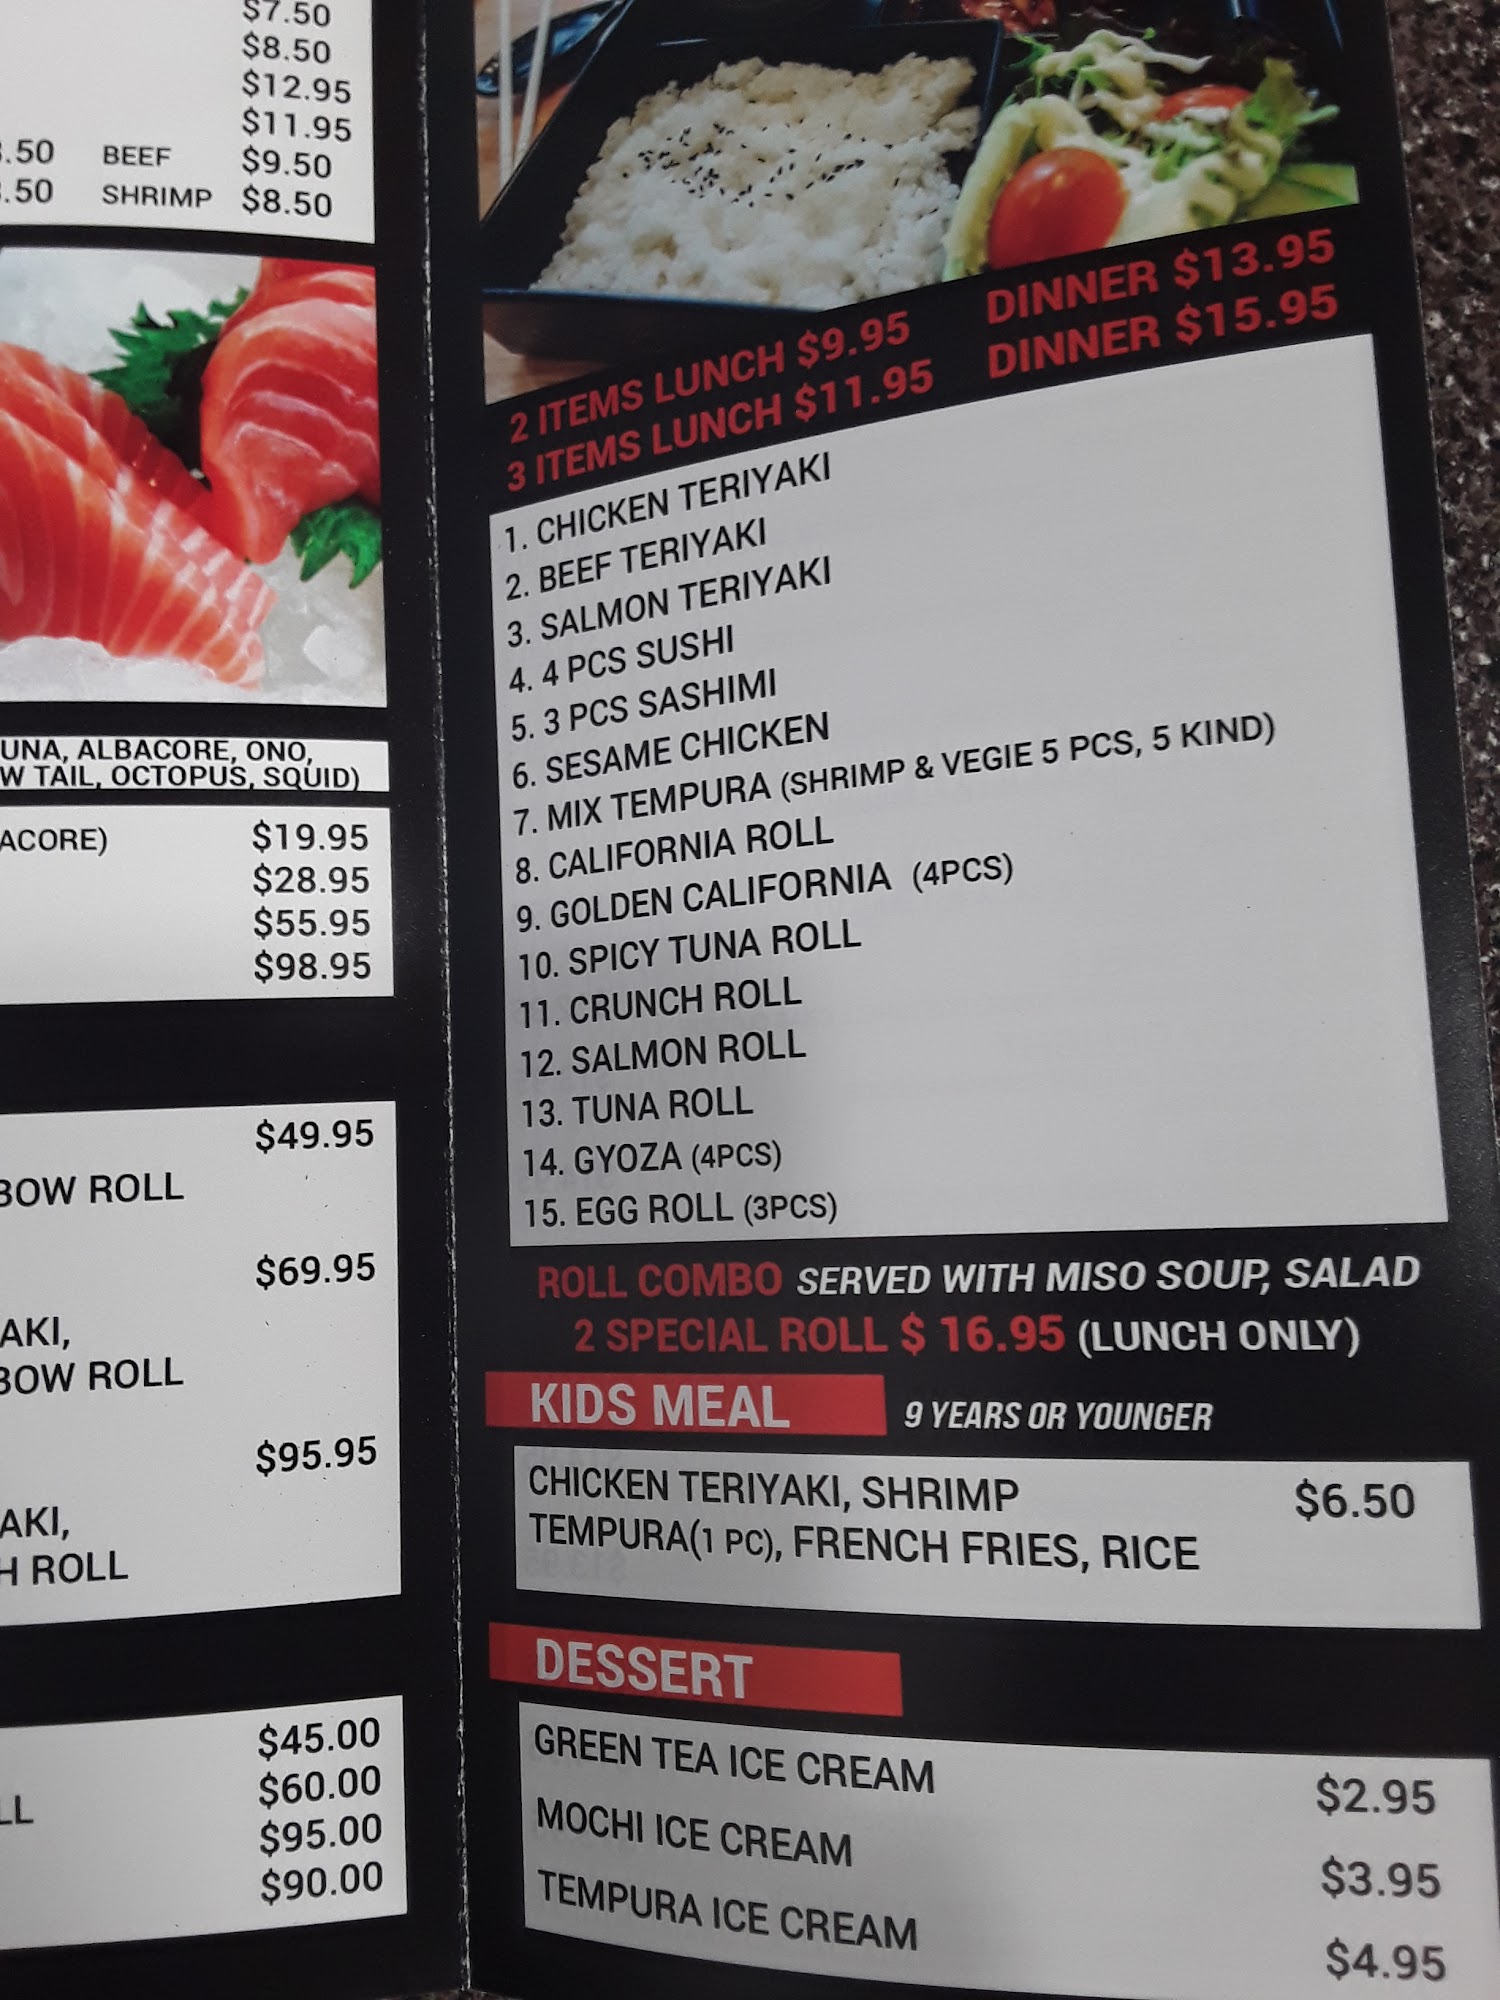 $7.50
$8.50
$12.95
$11.95
.50 BEEF $9.50
.50 SHRIMP $8.50
UNA, ALBACORE, ONO,
W TAIL, OCTOPUS, SQUID)
ACORE) $19.95
$28.95
$55.95
$98.95
$49.95
BOW ROLL
$69.95
AKI,
BOW ROLL
$95.95
AKI,
H ROLL
$45.00
$60.00
LL $95.00
$90.00
2 ITEMS LUNCH $9.95 DINNER $13.95
3 ITEMS LUNCH $11.95 DINNER $15.95
1. CHICKEN TERIYAKI
2. BEEF TERIYAKI
3. SALMON TERIYAKI
4. 4 PCS SUSHI
5. 3 PCS SASHIMI
6. SESAME CHICKEN
7. MIX TEMPURA (SHRIMP & VEGIE 5 PCS, 5 KIND)
8. CALIFORNIA ROLL
9. GOLDEN CALIFORNIA (4PCS)
10. SPICY TUNA ROLL
11. CRUNCH ROLL
12. SALMON ROLL
13. TUNA ROLL
14. GYOZA (4PCS)
15. EGG ROLL (3PCS)
ROLL COMBO SERVED WITH MISO SOUP, SALAD
2 SPECIAL ROLL $ 16.95 (LUNCH ONLY)
KIDS MEAL 9 YEARS OR YOUNGER
CHICKEN TERIYAKI, SHRIMP $6.50
TEMPURA(1 PC), FRENCH FRIES, RICE
DESSERT
GREEN TEA ICE CREAM $2.95
MOCHI ICE CREAM $3.95
TEMPURA ICE CREAM $4.95